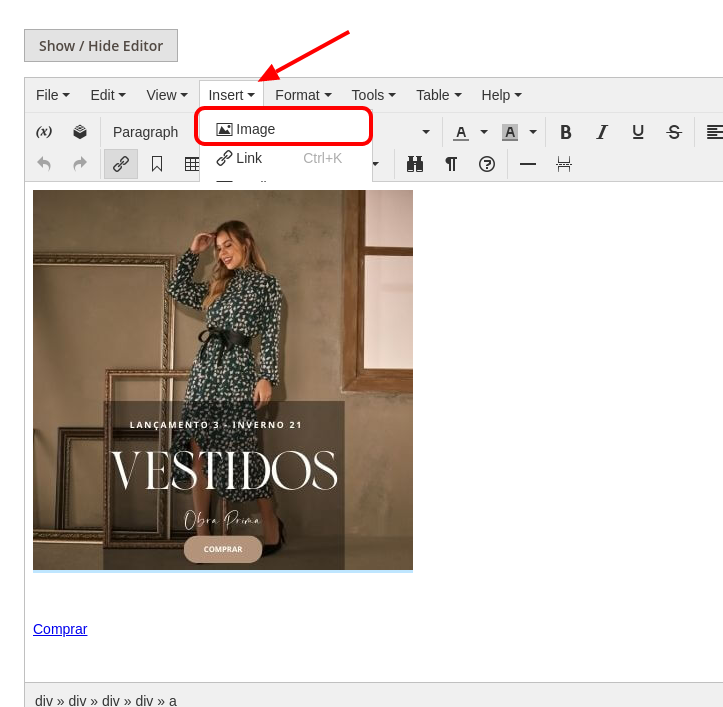 Show / Hide Editor
File Edit View Insert Format Tools Table Help
(x) Paragraph Image A A B I U S
Link Ctrl+K
LANÇAMENTO 3 - INVERNO 21
VESTIDOS
Obra Prima
COMPRAR
Comprar
div » div » div » div » a